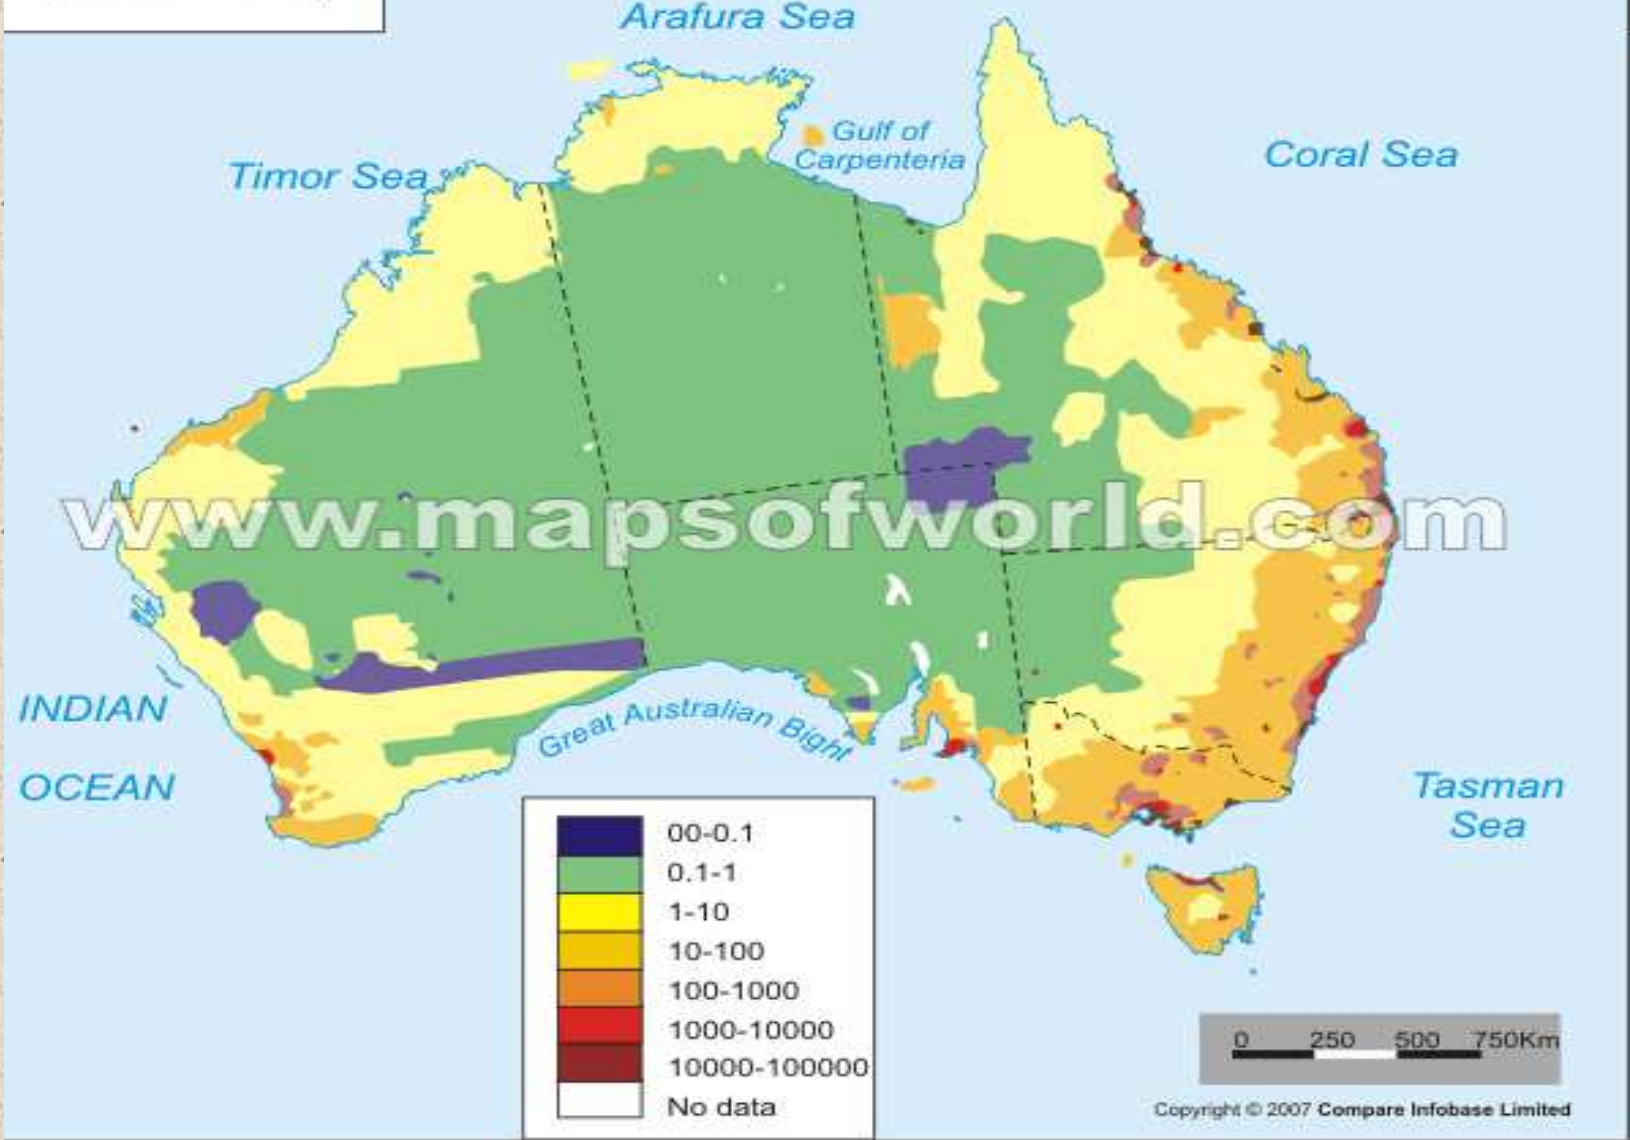 Arafura Sea
Gulf of
Carpenteria
Coral Sea
Timor Sea
www.mapsofworld.com
INDIAN
OCEAN
Great Australian Bight
Tasman
Sea
00-0.1
0.1-1
1-10
10-100
100-1000
1000-10000
10000-100000
No data
0 250 500 750Km
Copyright © 2007 Compare Infobase Limited